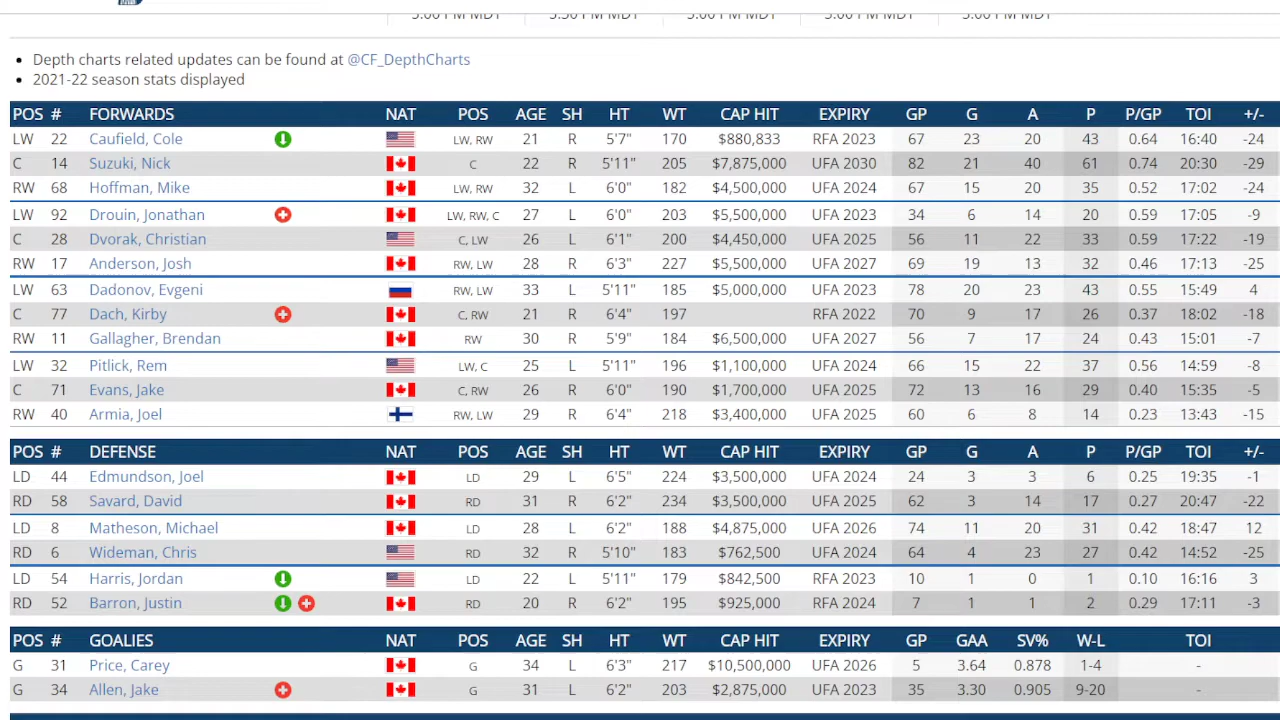 Depth charts related updates can be found at @CF_DepthCharts
2021-22 season stats displayed
POS # FORWARDS NAT POS AGE SH HT WT CAP HIT EXPIRY GP G A P P/GP TOI +/-
LW 22 Caufield, Cole LW, RW 21 R 5'7" 170 $880,833 RFA 2023 67 23 20 43 0.64 16:40 -24
C 14 Suzuki, Nick C 22 R 5'11" 205 $7,875,000 UFA 2030 82 21 40 61 0.74 20:30 -29
RW 68 Hoffman, Mike LW, RW 32 L 6'0" 182 $4,500,000 UFA 2024 67 15 20 35 0.52 17:02 -24
LW 92 Drouin, Jonathan LW, RW, C 27 L 6'0" 203 $5,500,000 UFA 2023 34 6 14 20 0.59 17:05 -9
C 28 Dvorak, Christian C, LW 26 L 6'1" 200 $4,450,000 UFA 2025 56 11 22 33 0.59 17:22 -19
RW 17 Anderson, Josh RW, LW 28 R 6'3" 227 $5,500,000 UFA 2027 69 19 13 32 0.46 17:13 -25
LW 63 Dadonov, Evgeni RW, LW 33 L 5'11" 185 $5,000,000 UFA 2023 78 20 23 43 0.55 15:49 4
C 77 Dach, Kirby C, RW 21 R 6'4" 197 RFA 2022 70 9 17 26 0.37 18:02 -18
RW 11 Gallagher, Brendan RW 30 R 5'9" 184 $6,500,000 UFA 2027 56 7 17 24 0.43 15:01 -7
LW 32 Pitlick, Rem LW, C 25 L 5'11" 196 $1,100,000 UFA 2024 66 15 22 37 0.56 14:59 -8
C 71 Evans, Jake C, RW 26 R 6'0" 190 $1,700,000 UFA 2025 72 13 16 29 0.40 15:35 -5
RW 40 Armia, Joel RW, LW 29 R 6'4" 218 $3,400,000 UFA 2025 60 6 8 14 0.23 13:43 -15
POS # DEFENSE NAT POS AGE SH HT WT CAP HIT EXPIRY GP G A P P/GP TOI +/-
LD 44 Edmundson, Joel LD 29 L 6'5" 224 $3,500,000 UFA 2024 24 3 3 6 0.25 19:35 -1
RD 58 Savard, David RD 31 R 6'2" 234 $3,500,000 UFA 2025 62 3 14 17 0.27 20:47 -22
LD 8 Matheson, Michael LD 28 L 6'2" 188 $4,875,000 UFA 2026 74 11 20 31 0.42 18:47 12
RD 6 Wideman, Chris RD 32 R 5'10" 183 $762,500 UFA 2024 64 4 23 27 0.42 14:52 -25
LD 54 Harris, Jordan LD 22 L 5'11" 179 $842,500 RFA 2023 10 1 0 0.10 16:16 3
RD 52 Barron, Justin RD 20 R 6'2" 195 $925,000 RFA 2024 7 1 1 2 0.29 17:11 -3
POS # GOALIES NAT POS AGE SH HT WT CAP HIT EXPIRY GP GAA SV% W-L TOI
G 31 Price, Carey G 34 L 6'3" 217 $10,500,000 UFA 2026 5 3.64 0.878 1-4 -
G 34 Allen, Jake G 31 L 6'2" 203 $2,875,000 UFA 2023 35 3.30 0.905 9-20 -